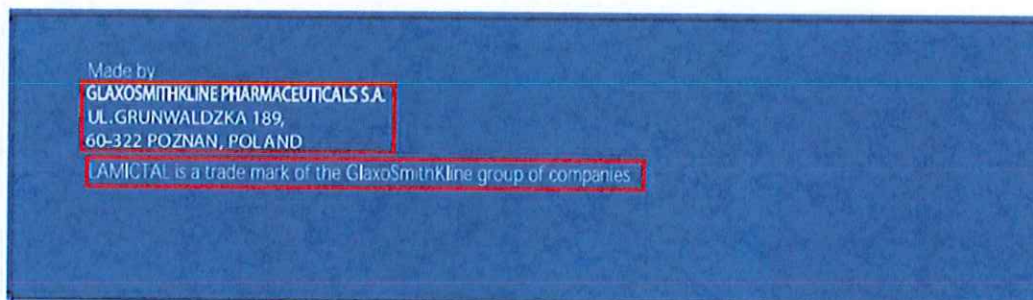 Made by
GLAXOSMITHKLINE PHARMACEUTICALS S.A.
UL.GRUNWALDZKA 189,
60-322 POZNAN, POLAND
LAMICTAL is a trade mark of the GlaxoSmithKline group of companies